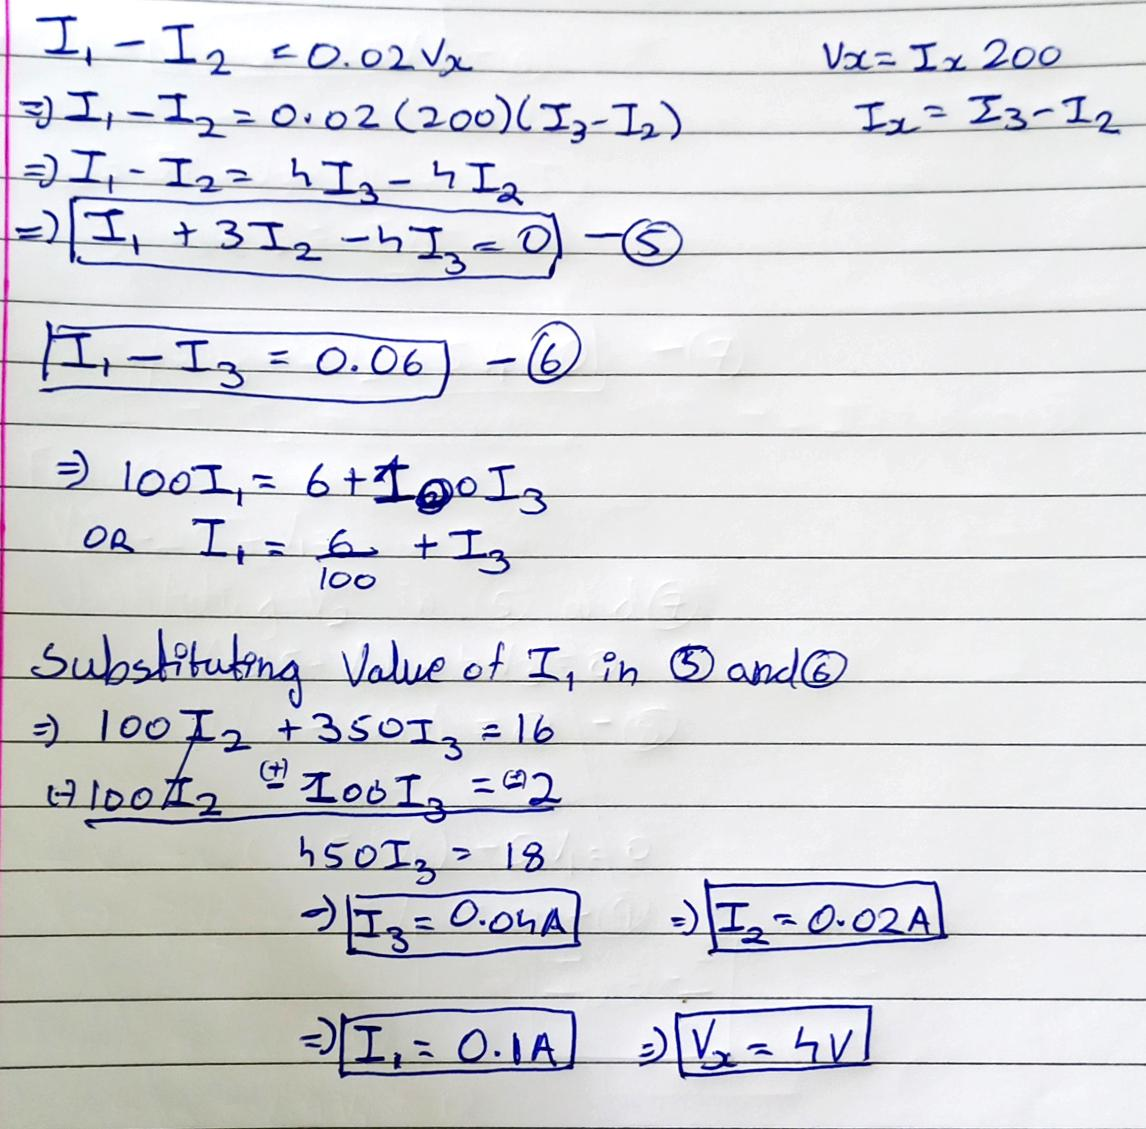 I₁ - I₂ = 0.02 Vx
Vx = Ix 200
⇒ I₁ - I₂ = 0.02 (200)(I₃ - I₂)
Ix = I₃ - I₂
⇒ I₁ - I₂ = 4I₃ - 4I₂
⇒ I₁ + 3I₂ - 4I₃ = 0 - ⑤
I₁ - I₃ = 0.06 - ⑥
⇒ 100I₁ = 6 + 100I₃
OR I₁ = 6/100 + I₃
Substituting Value of I₁ in ⑤ and ⑥
⇒ 100I₂ + 350I₃ = 16
(-) 100I₂ (+)- 100I₃ = (+)-2
450I₃ = 18
⇒ I₃ = 0.04A ⇒ I₂ = 0.02A
⇒ I₁ = 0.1A ⇒ Vx = 4V